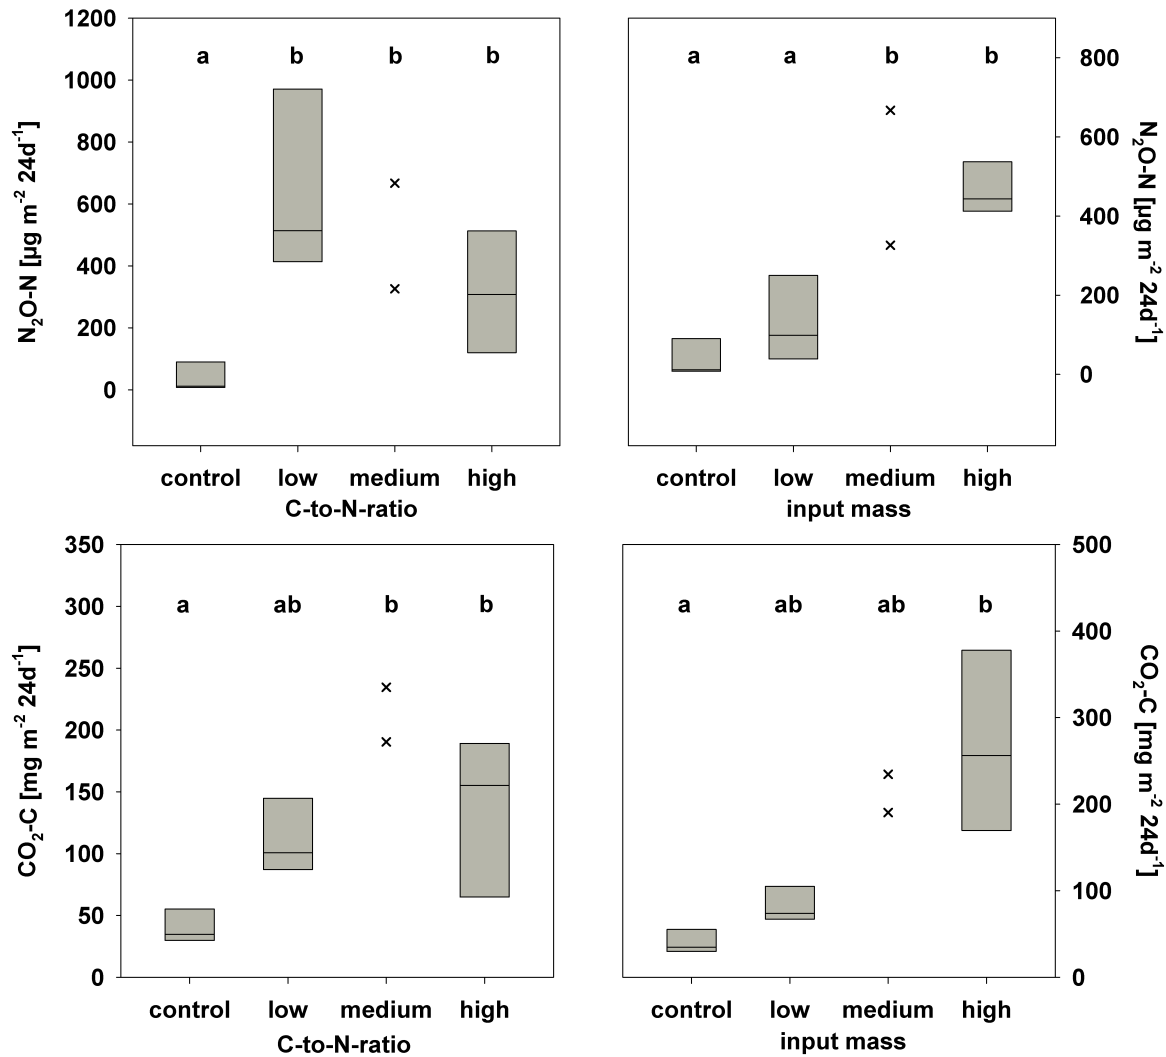 1200
1000
800
600
400
200
0
N₂O-N [µg m⁻² 24d⁻¹]
a b b b
control low medium high
C-to-N-ratio
a a b b
800
600
400
200
0
N₂O-N [µg m⁻² 24d⁻¹]
control low medium high
input mass
350
300
250
200
150
100
50
0
CO₂-C [mg m⁻² 24d⁻¹]
a ab b b
control low medium high
C-to-N-ratio
a ab ab b
500
400
300
200
100
0
CO₂-C [mg m⁻² 24d⁻¹]
control low medium high
input mass